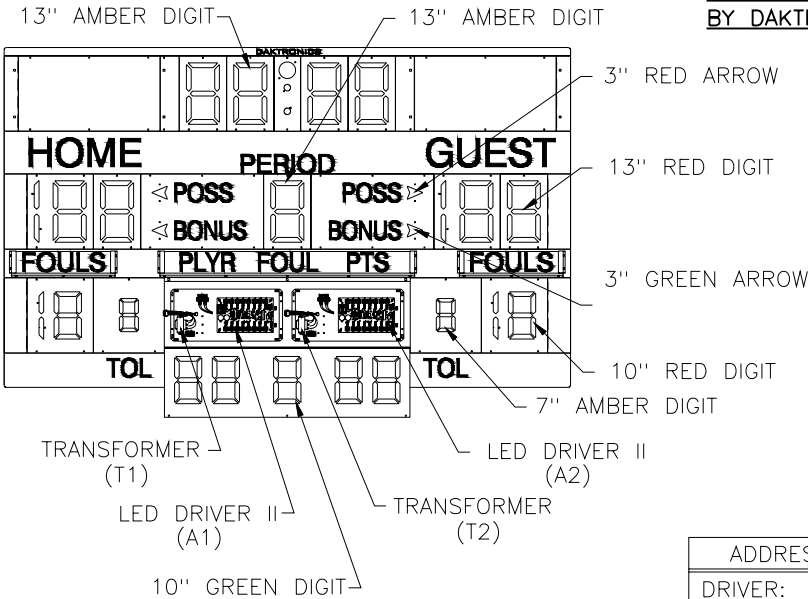 13" AMBER DIGIT
13" AMBER DIGIT
BY DAKT
DAKTRONICS
3" RED ARROW
HOME
PERIOD
GUEST
13" RED DIGIT
POSS
POSS
BONUS
BONUS
FOULS
PLYR FOUL PTS
FOULS
3" GREEN ARROW
TOL
TOL
10" RED DIGIT
7" AMBER DIGIT
TRANSFORMER
(T1)
LED DRIVER II
(A2)
LED DRIVER II
(A1)
TRANSFORMER
(T2)
10" GREEN DIGIT
ADDRES
DRIVER: